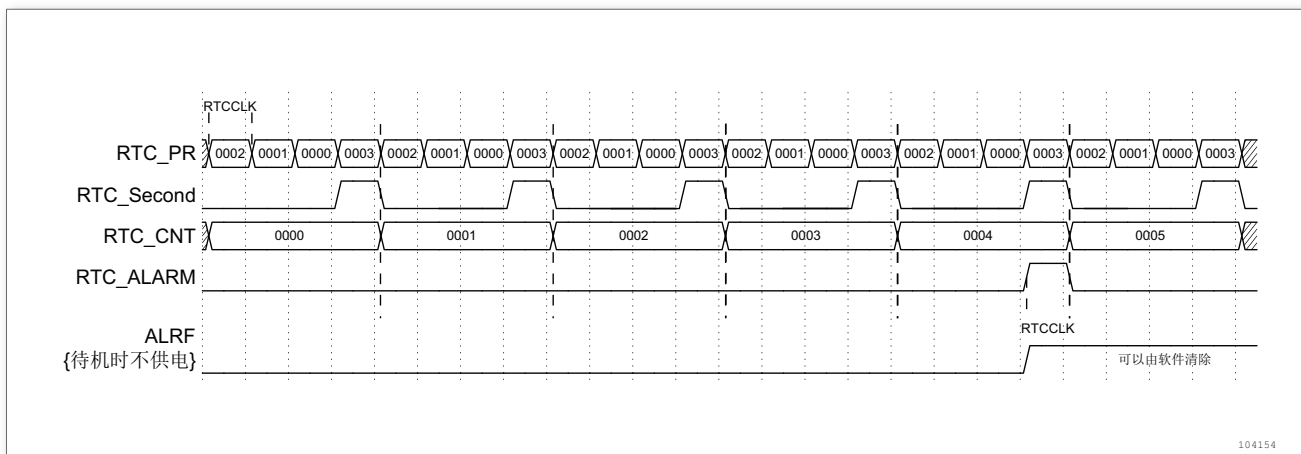 RTCCLK
RTC_PR 0002 0001 0000 0003 0002 0001 0000 0003 0002 0001 0000 0003 0002 0001 0000 0003 0002 0001 0000 0003 0002 0001 0000 0003
RTC_Second
RTC_CNT 0000 0001 0002 0003 0004 0005
RTC_ALARM
RTCCLK
ALRF
{待机时不供电} 可以由软件清除
104154